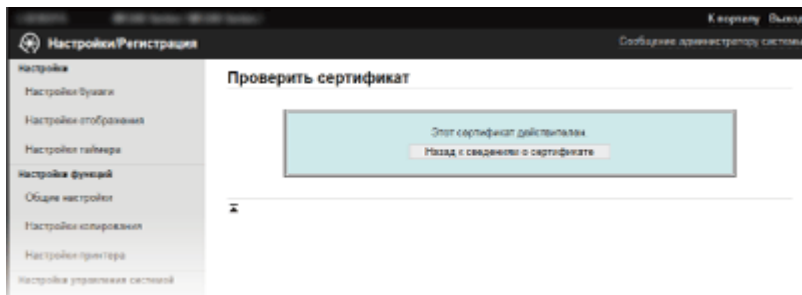 К порталу Выход
Настройки/Регистрация
Сообщение администратору системы
Настройки
Настройки бумаги
Настройки отображения
Настройки таймера
Настройки функций
Общие настройки
Настройки копирования
Настройки принтера
Настройки управления системой
Проверить сертификат
Этот сертификат действителен.
Назад к сведениям о сертификате